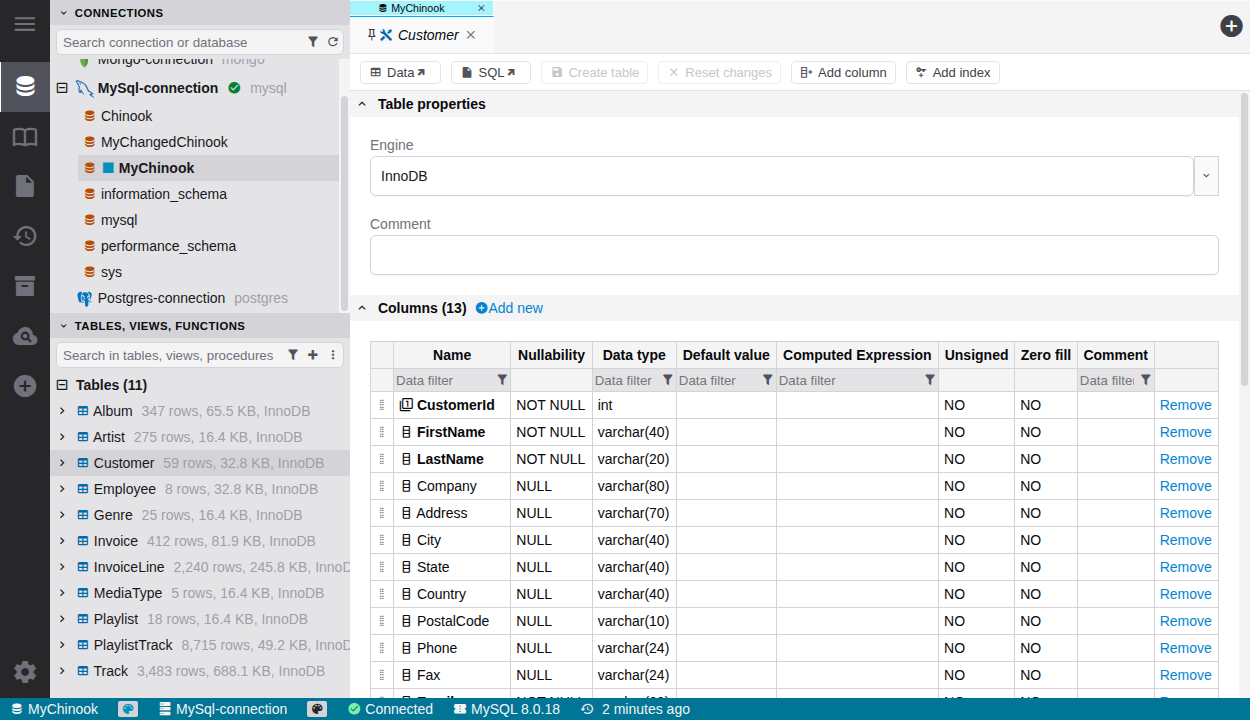 CONNECTIONS
Search connection or database
Mongo-connection mongo
MySql-connection mysql
Chinook
MyChangedChinook
MyChinook
information_schema
mysql
performance_schema
sys
Postgres-connection postgres
TABLES, VIEWS, FUNCTIONS
Search in tables, views, procedures
Tables (11)
Album 347 rows, 65.5 KB, InnoDB
Artist 275 rows, 16.4 KB, InnoDB
Customer 59 rows, 32.8 KB, InnoDB
Employee 8 rows, 32.8 KB, InnoDB
Genre 25 rows, 16.4 KB, InnoDB
Invoice 412 rows, 81.9 KB, InnoDB
InvoiceLine 2,240 rows, 245.8 KB, InnoD
MediaType 5 rows, 16.4 KB, InnoDB
Playlist 18 rows, 16.4 KB, InnoDB
PlaylistTrack 8,715 rows, 49.2 KB, InnoD
Track 3,483 rows, 688.1 KB, InnoDB
MyChinook
Customer
Data SQL Create table Reset changes Add column Add index
Table properties
Engine
InnoDB
Comment
Columns (13) Add new
Name Nullability Data type Default value Computed Expression Unsigned Zero fill Comment
Data filter Data filter Data filter Data filter Data filter
CustomerId NOT NULL int NO NO Remove
FirstName NOT NULL varchar(40) NO NO Remove
LastName NOT NULL varchar(20) NO NO Remove
Company NULL varchar(80) NO NO Remove
Address NULL varchar(70) NO NO Remove
City NULL varchar(40) NO NO Remove
State NULL varchar(40) NO NO Remove
Country NULL varchar(40) NO NO Remove
PostalCode NULL varchar(10) NO NO Remove
Phone NULL varchar(24) NO NO Remove
Fax NULL varchar(24) NO NO Remove
MyChinook MySql-connection Connected MySQL 8.0.18 2 minutes ago